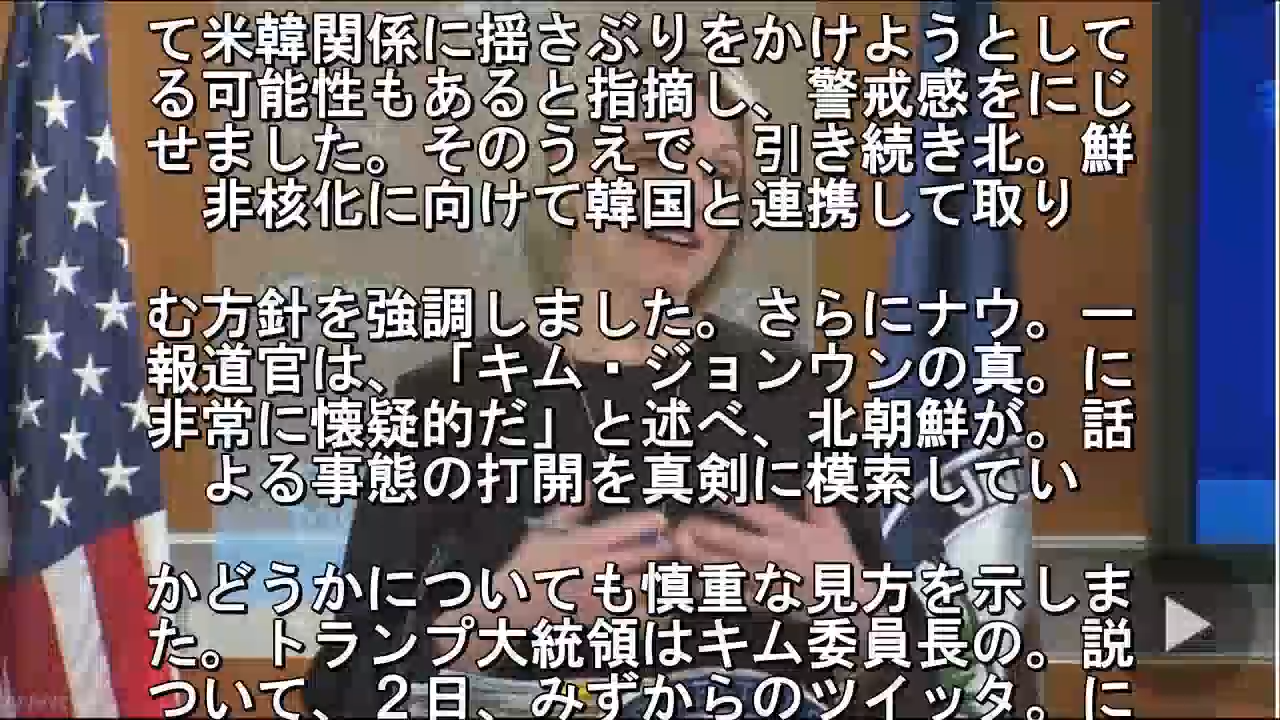 て米韓関係に揺さぶりをかけようとして
る可能性もあると指摘し、警戒感をにじ
せました。そのうえで、引き続き北。鮮
非核化に向けて韓国と連携して取り
む方針を強調しました。さらにナウ。一
報道官は、「キム・ジョンウンの真。に
非常に懐疑的だ」と述べ、北朝鮮が。話
よる事態の打開を真剣に模索してい
かどうかについても慎重な見方を示しま
た。トランプ大統領はキム委員長の。説
ついて、２日、みずからのツイッタ。に